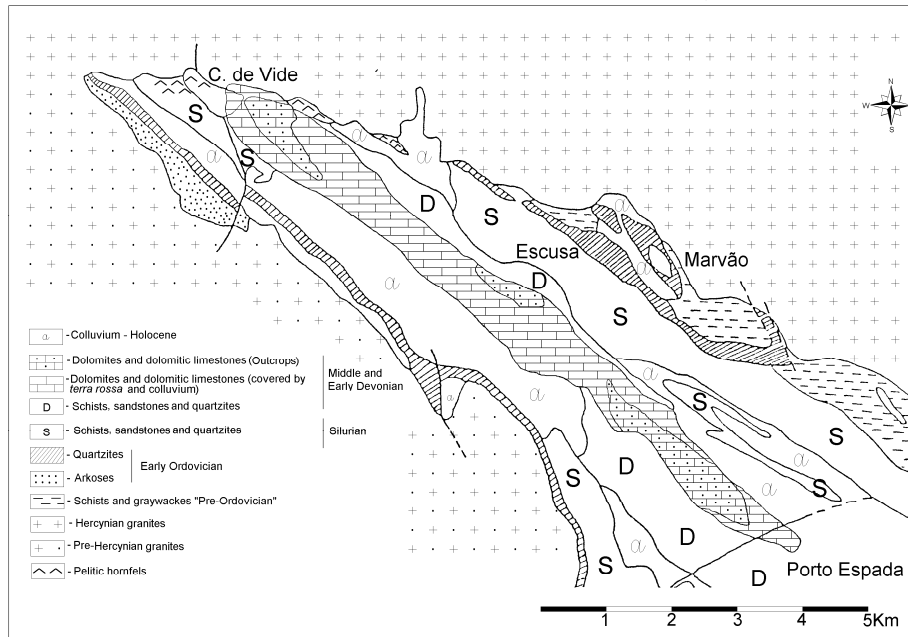 C. de Vide
N
W E
S
S
α
S
α
D
S
α
α
Escusa
Marvão
α
D
α
S
α
α
S
S
α
α
S
S
D
α
D
S
α
D
Porto Espada
α - Colluvium - Holocene
- Dolomites and dolomitic limestones (Outcrops)
- Dolomites and dolomitic limestones (covered by
terra rossa and colluvium)
Middle and
Early Devonian
D - Schists, sandstones and quartzites
S - Schists, sandstones and quartzites
Silurian
- Quartzites
- Arkoses
Early Ordovician
- Schists and graywackes "Pre-Ordovician"
- Hercynian granites
- Pre-Hercynian granites
- Pelitic hornfels
1 2 3 4 5Km